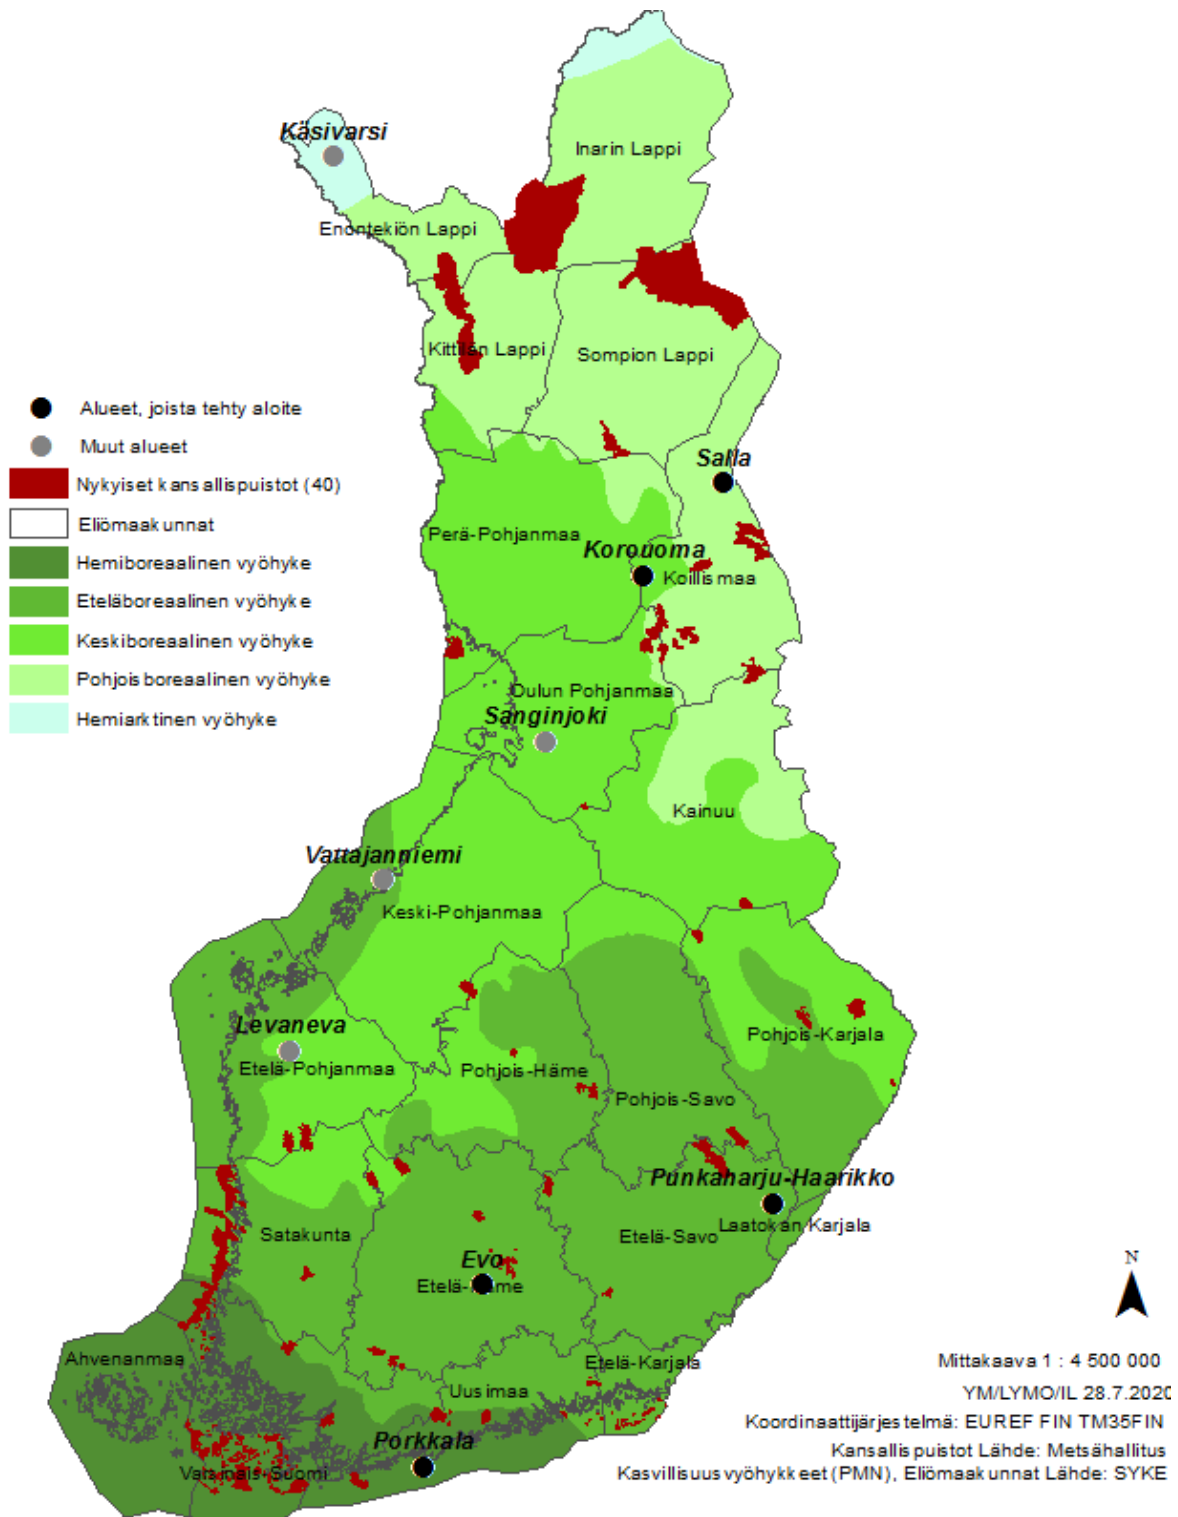 Käsivarsi
Inarin Lappi
Enontekiön Lappi
Kittilän Lappi
Sompion Lappi
Alueet, joista tehty aloite
Muut alueet
Nykyiset kansallispuistot (40)
Eliömaakunnat
Hemiboreaalinen vyöhyke
Eteläboreaalinen vyöhyke
Keskiboreaalinen vyöhyke
Pohjoisboreaalinen vyöhyke
Hemiarktinen vyöhyke
Salla
Perä-Pohjanmaa
Korouoma
Koillismaa
Oulun Pohjanmaa
Sanginjoki
Kainuu
Vattajanniemi
Keski-Pohjanmaa
Levaneva
Etelä-Pohjanmaa
Pohjois-Häme
Pohjois-Karjala
Pohjois-Savo
Punkaharju-Haarikko
Laatokan Karjala
Satakunta
Etelä-Savo
Evo
Etelä-Häme
N
Ahvenanmaa
Etelä-Karjala
Uusimaa
Mittakaava 1 : 4 500 000
YM/LYMO/IL 28.7.2020
Koordinaattijärjestelmä: EUREF FIN TM35FIN
Porkkala
Varsinais-Suomi
Kansallispuistot Lähde: Metsähallitus
Kasvillisuusvyöhykkeet (PMN), Eliömaakunnat Lähde: SYKE